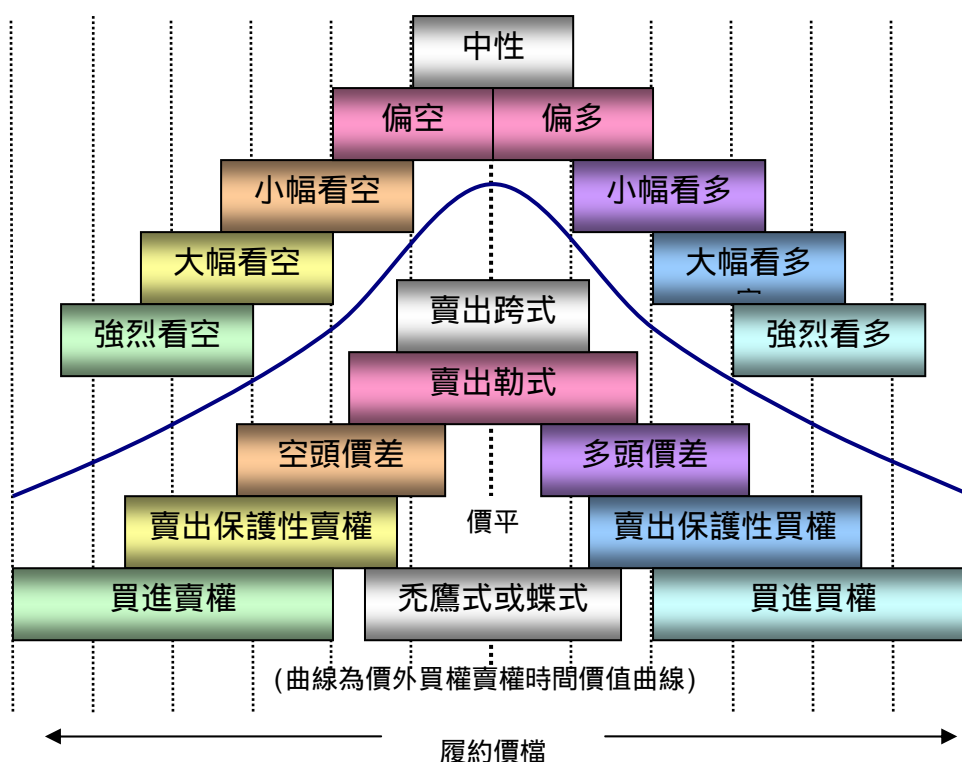 中性
偏空 偏多
小幅看空 小幅看多
大幅看空 大幅看多
賣出跨式
強烈看空 強烈看多
賣出勒式
空頭價差 多頭價差
賣出保護性賣權 價平 賣出保護性買權
買進賣權 禿鷹式或蝶式 買進買權
(曲線為價外買權賣權時間價值曲線)
履約價檔